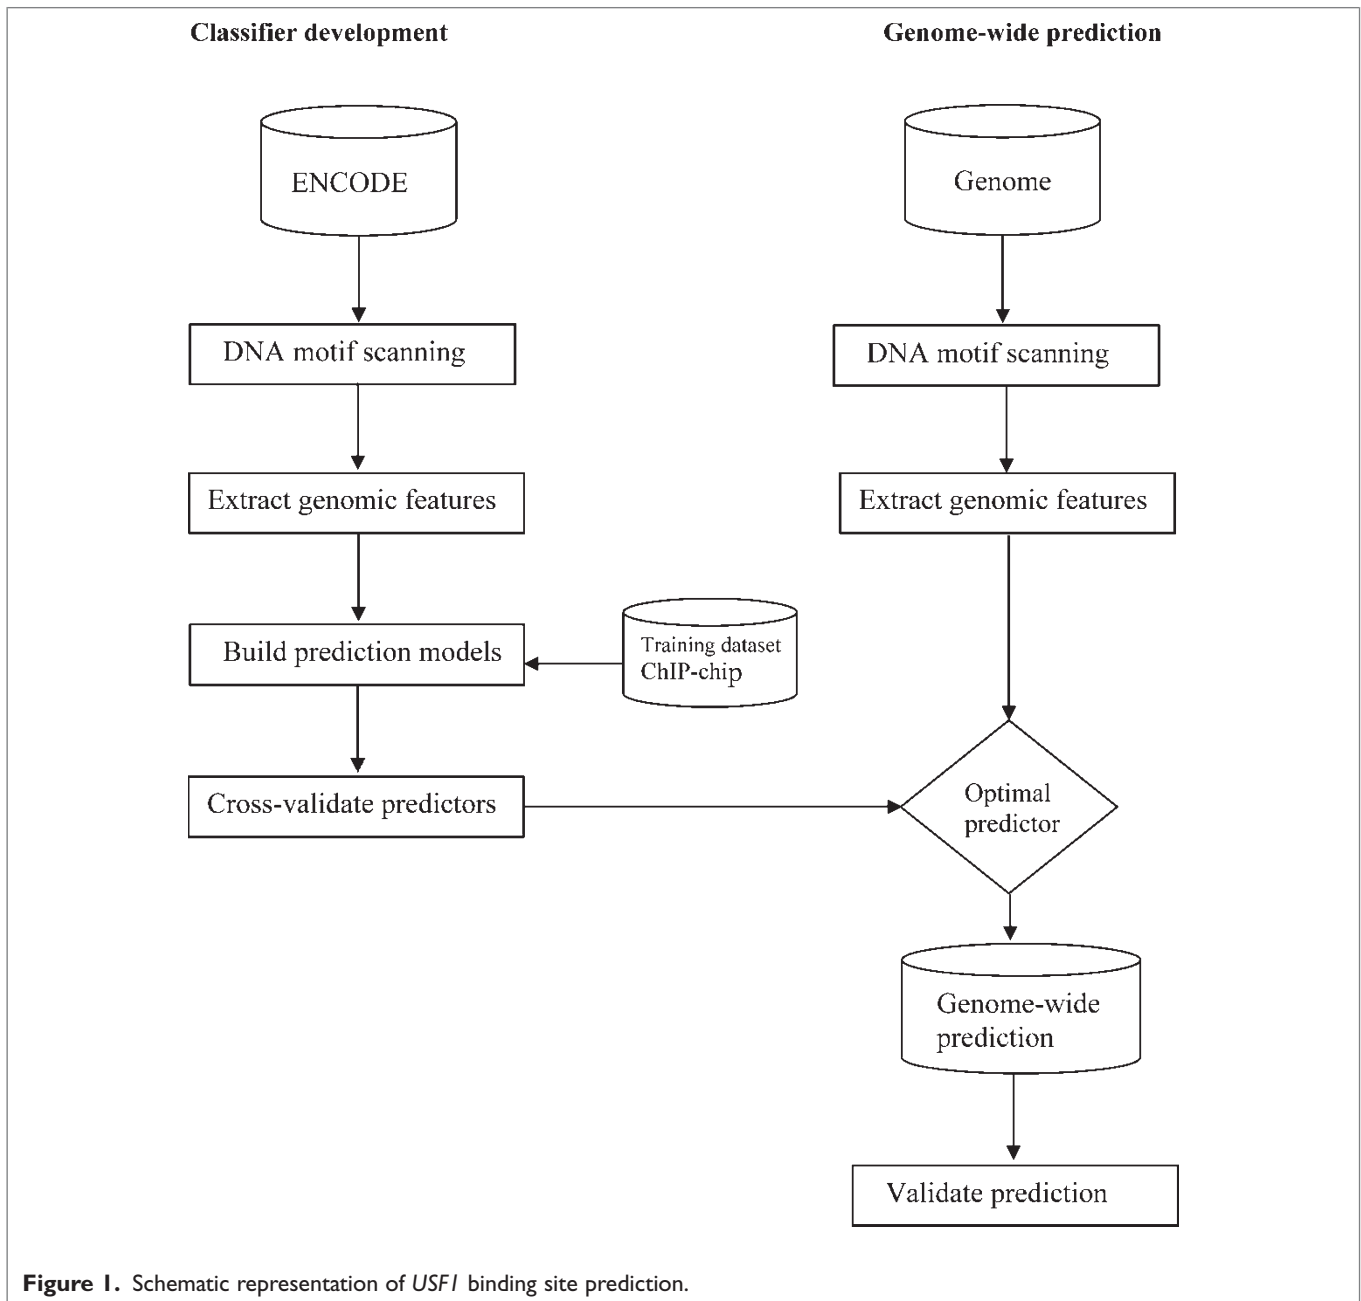 Classifier development
Genome-wide prediction
ENCODE
Genome
DNA motif scanning
DNA motif scanning
Extract genomic features
Extract genomic features
Build prediction models
Training dataset
ChIP-chip
Cross-validate predictors
Optimal
predictor
Genome-wide
prediction
Validate prediction
Figure 1. Schematic representation of USF1 binding site prediction.